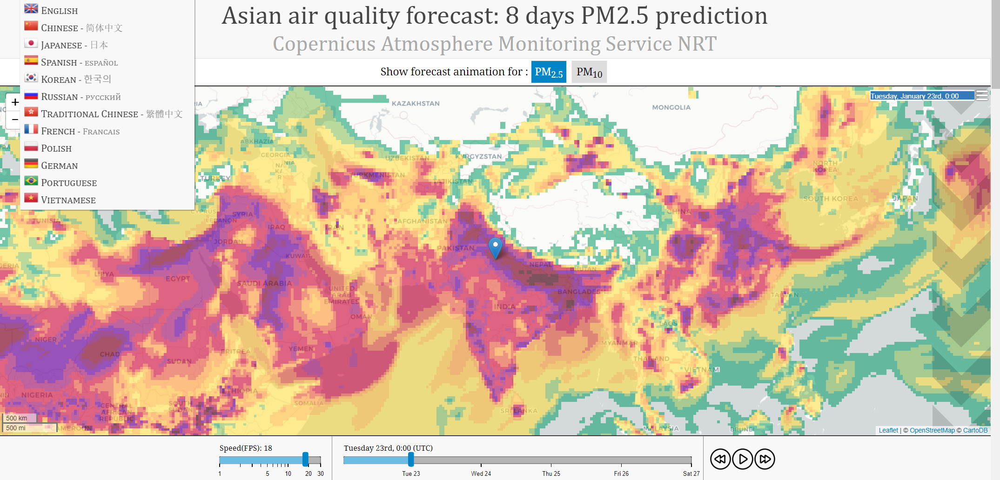 ENGLISH
CHINESE - 简体中文
JAPANESE - 日本
SPANISH - ESPAÑOL
KOREAN - 한국의
RUSSIAN - РУССКИЙ
TRADITIONAL CHINESE - 繁體中文
FRENCH - FRANCAIS
POLISH
GERMAN
PORTUGUESE
VIETNAMESE
Asian air quality forecast: 8 days PM2.5 prediction
Copernicus Atmosphere Monitoring Service NRT
Show forecast animation for : PM2.5 PM10
+
−
Tuesday, January 23rd, 0:00
KAZAKHSTAN
MONGOLIA
ABKHAZIA
GEORGIA
UZBEKISTAN
KYRGYZSTAN
NORTH
KOREA
TURKEY
TURKMENISTAN
TAJIKISTAN
SOUTH KOREA
JAPAN
CYPRUS
SYRIA
LEBANON
TUNISIA
IRAQ
IRAN
AFGHANISTAN
CHINA
JORDAN
PAKISTAN
KUWAIT
NEPAL
BHUTAN
LIBYA
EGYPT
SAUDI ARABIA
UNITED
ARAB
EMIRATES
BANGLADESH
TAIWAN
INDIA
OMAN
LAOS
NIGER
CHAD
SUDAN
ERITREA
YEMEN
MYANMAR
THAILAND
VIETNAM
NIGERIA
ETHIOPIA
CENTRAL
AFRICAN
REPUBLIC
SOUTH
SUDAN
SOMALIA
SRI LANKA
CAMEROON
MALAYSIA
BRUNEI
500 km
500 mi
Leaflet | © OpenStreetMap © CartoDB
Speed(FPS): 18
1 5 10 20 30
Tuesday 23rd, 0:00 (UTC)
Tue 23 Wed 24 Thu 25 Fri 26 Sat 27